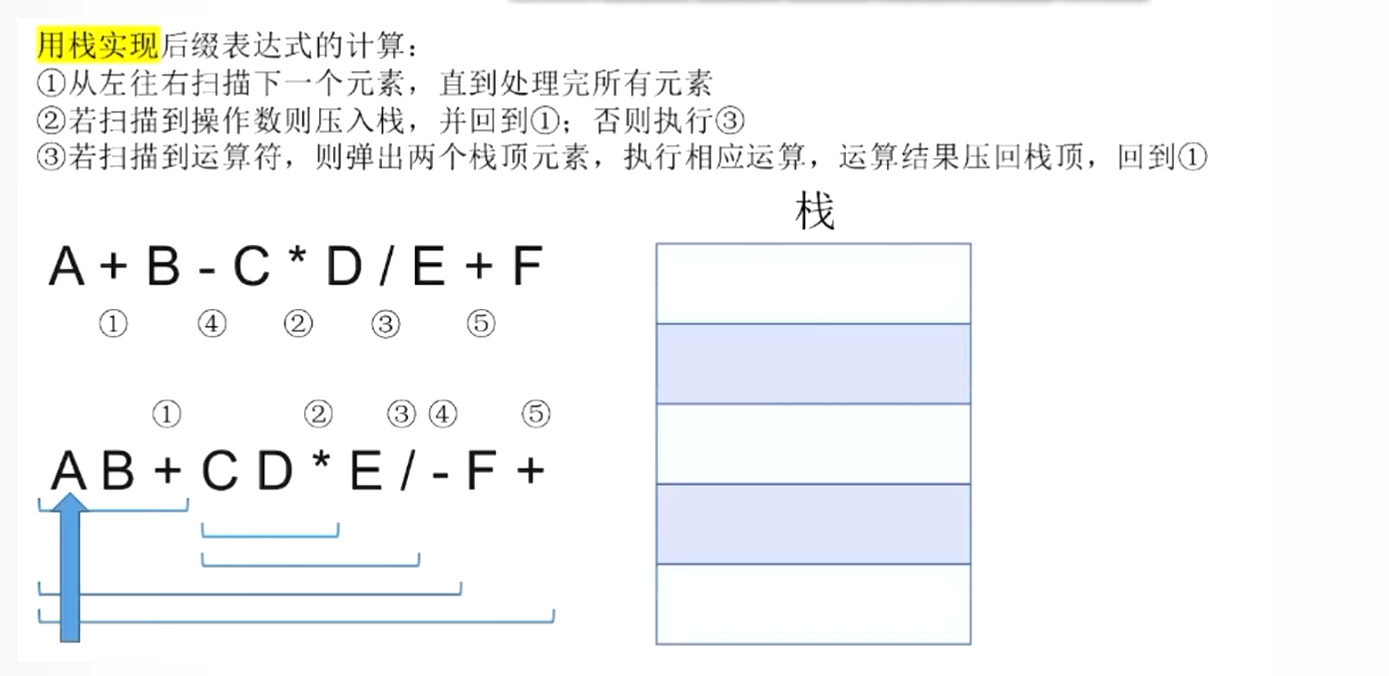 用栈实现后缀表达式的计算：
①从左往右扫描下一个元素，直到处理完所有元素
②若扫描到操作数则压入栈，并回到①；否则执行③
③若扫描到运算符，则弹出两个栈顶元素，执行相应运算，运算结果压回栈顶，回到①
栈
A + B - C * D / E + F
① ④ ② ③ ⑤
① ② ③ ④ ⑤
A B + C D * E / - F +